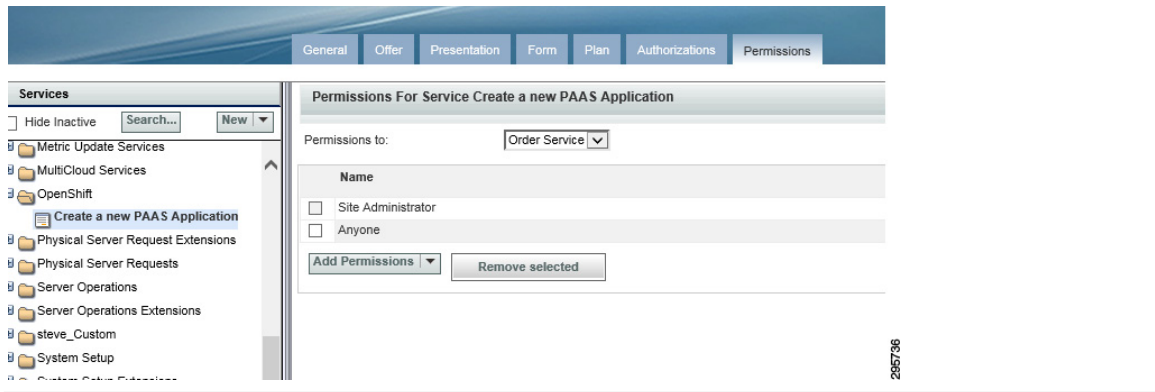 General Offer Presentation Form Plan Authorizations Permissions
Services
Hide Inactive Search... New
Metric Update Services
MultiCloud Services
OpenShift
Create a new PAAS Application
Physical Server Request Extensions
Physical Server Requests
Server Operations
Server Operations Extensions
steve_Custom
System Setup
System Setup Extensions
Permissions For Service Create a new PAAS Application
Permissions to: Order Service
Name
Site Administrator
Anyone
Add Permissions Remove selected
295736